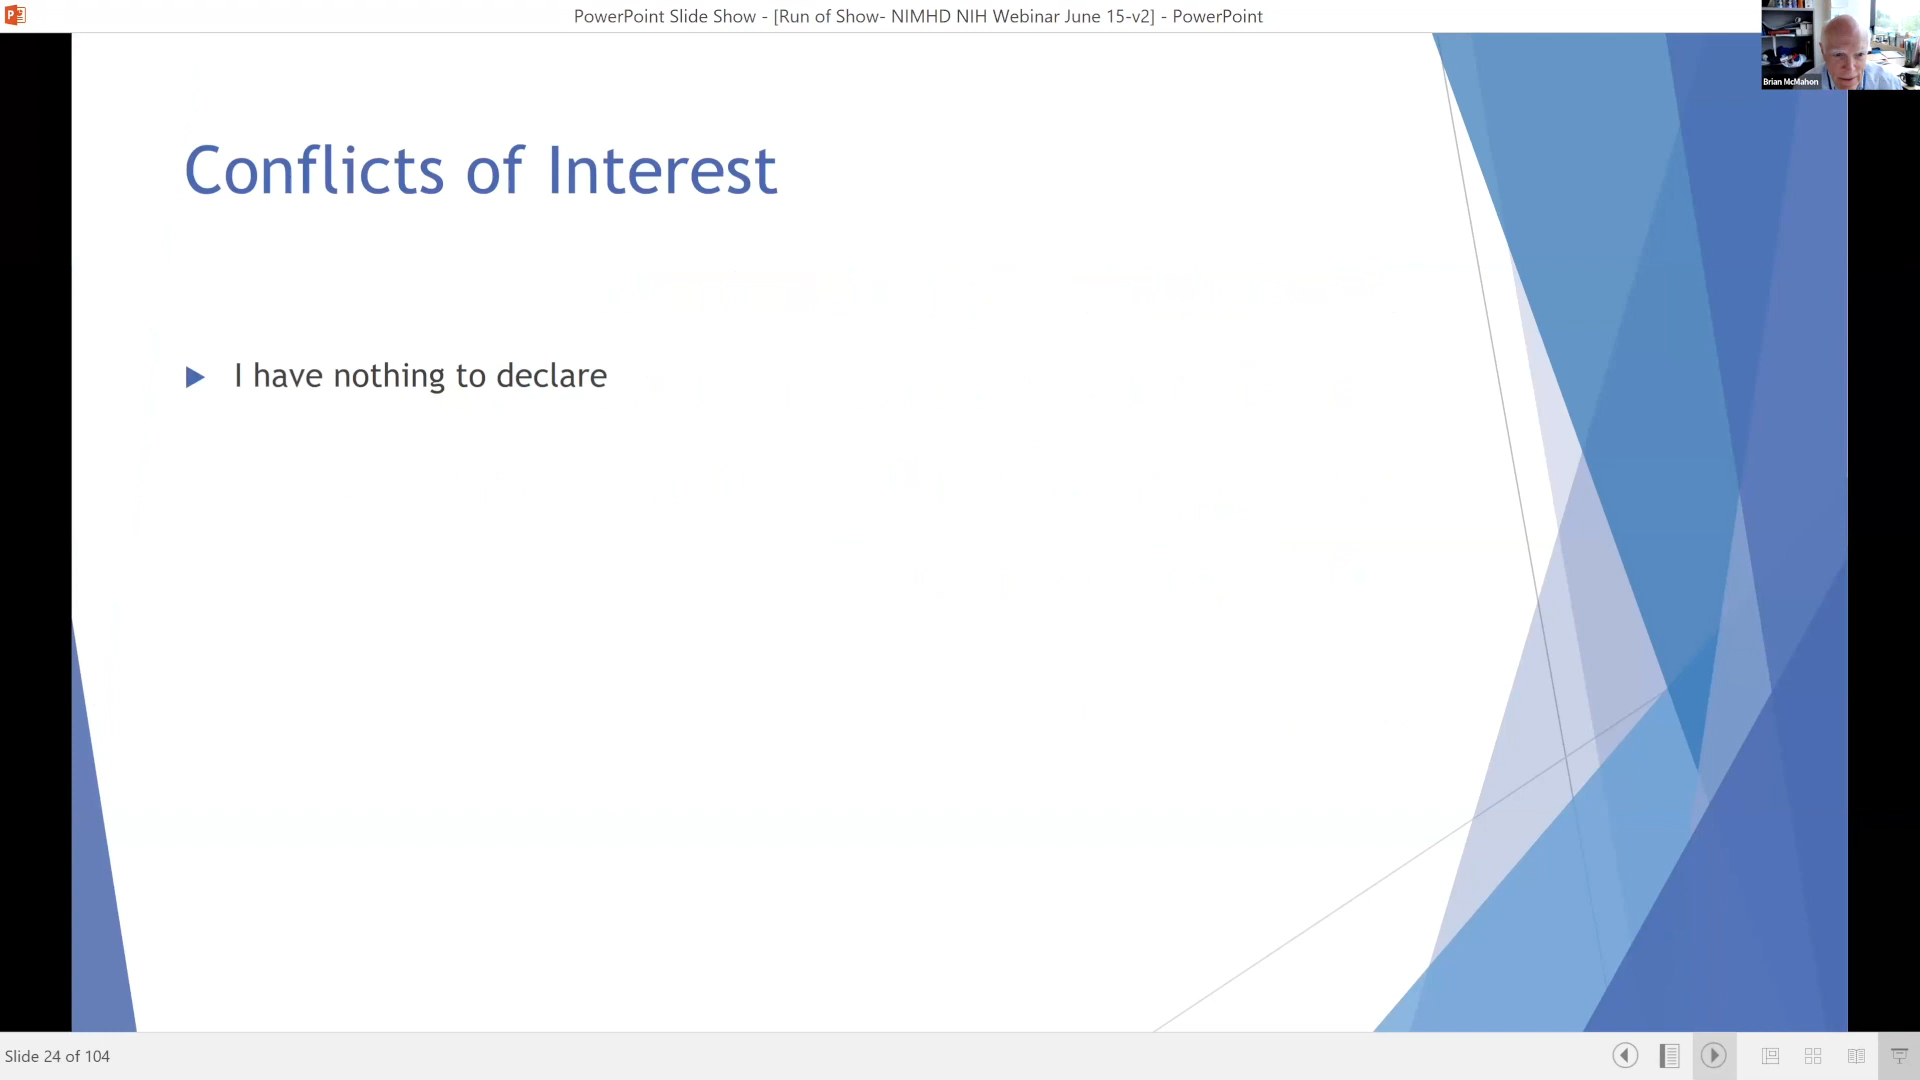 PowerPoint Slide Show - [Run of Show- NIMHD NIH Webinar June 15-v2] - PowerPoint
Brian McMahon
Conflicts of Interest
I have nothing to declare
Slide 24 of 104